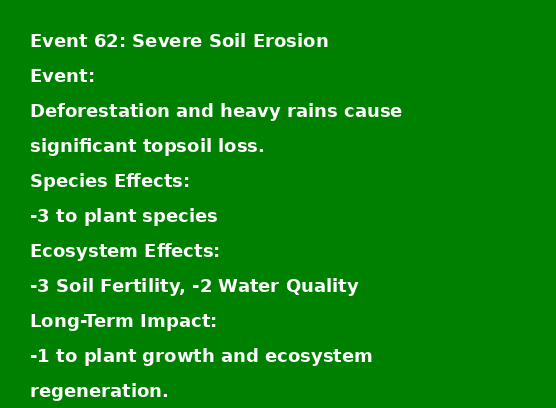 Event 62: Severe Soil Erosion
Event:
Deforestation and heavy rains cause
significant topsoil loss.
Species Effects:
-3 to plant species
Ecosystem Effects:
-3 Soil Fertility, -2 Water Quality
Long-Term Impact:
-1 to plant growth and ecosystem
regeneration.